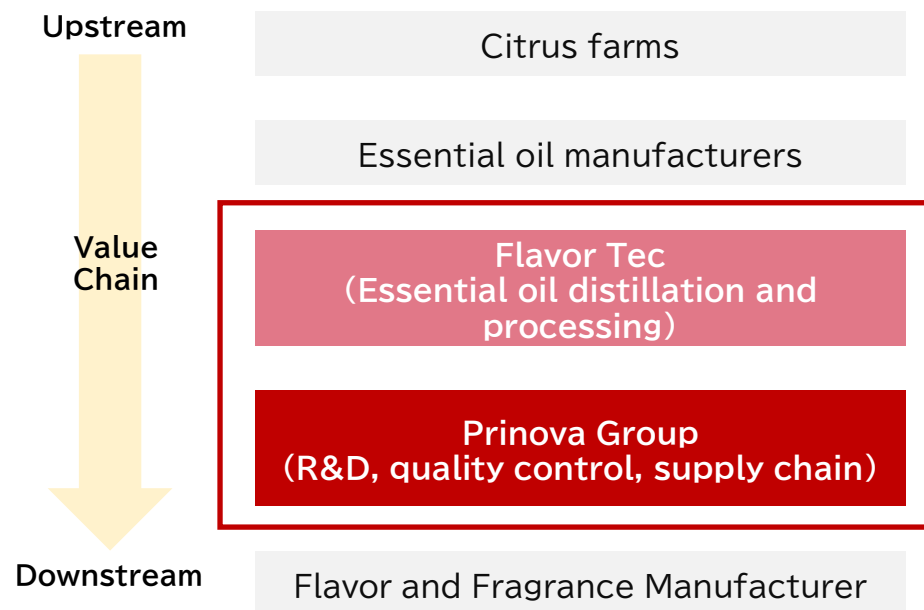 Upstream
Citrus farms
Essential oil manufacturers
Value
Chain
Flavor Tec
(Essential oil distillation and
processing)
Prinova Group
(R&D, quality control, supply chain)
Downstream
Flavor and Fragrance Manufacturer